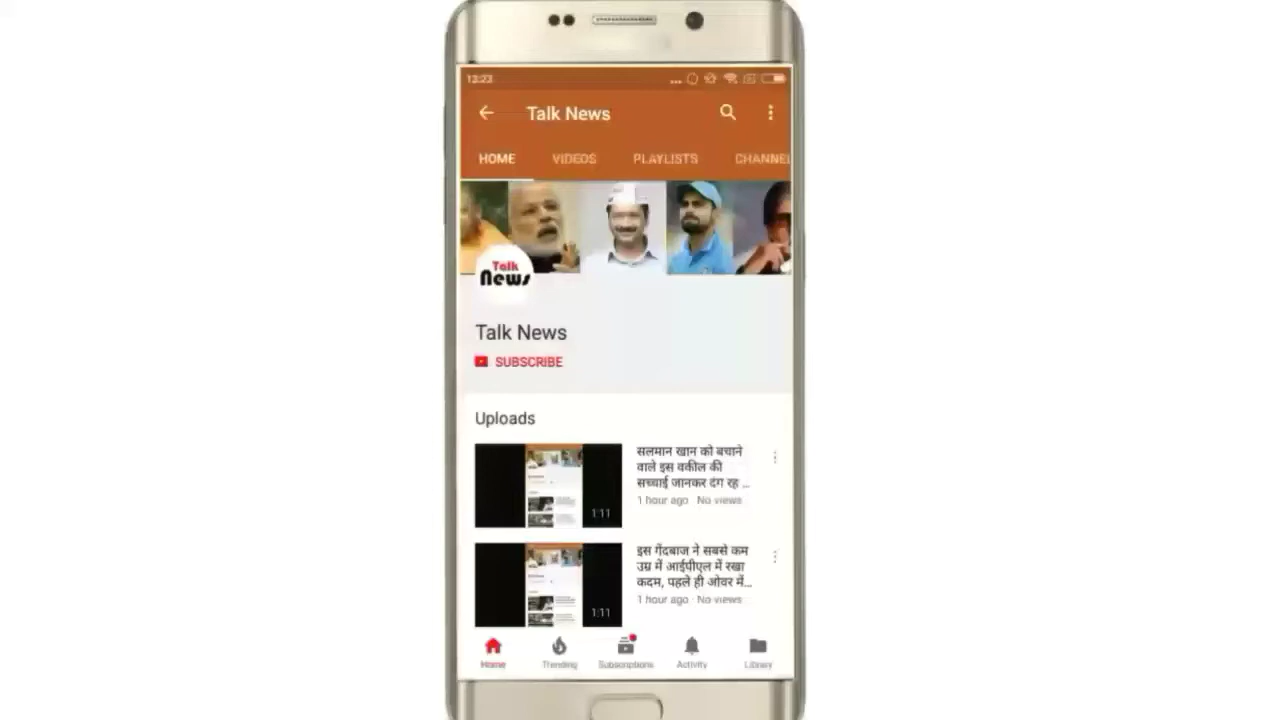 12:23
Talk News
HOME VIDEOS PLAYLISTS CHANNEL
Talk
News
Talk News
SUBSCRIBE
Uploads
सलमान खान को बचाने
वाले इस वकील की
सच्चाई जानकर दंग रह ...
1 hour ago · No views
1:11
इस गेंदबाज ने सबसे कम
उम्र में आईपीएल में रखा
कदम, पहले ही ओवर में...
1 hour ago · No views
1:11
Home Trending Subscriptions Activity Library